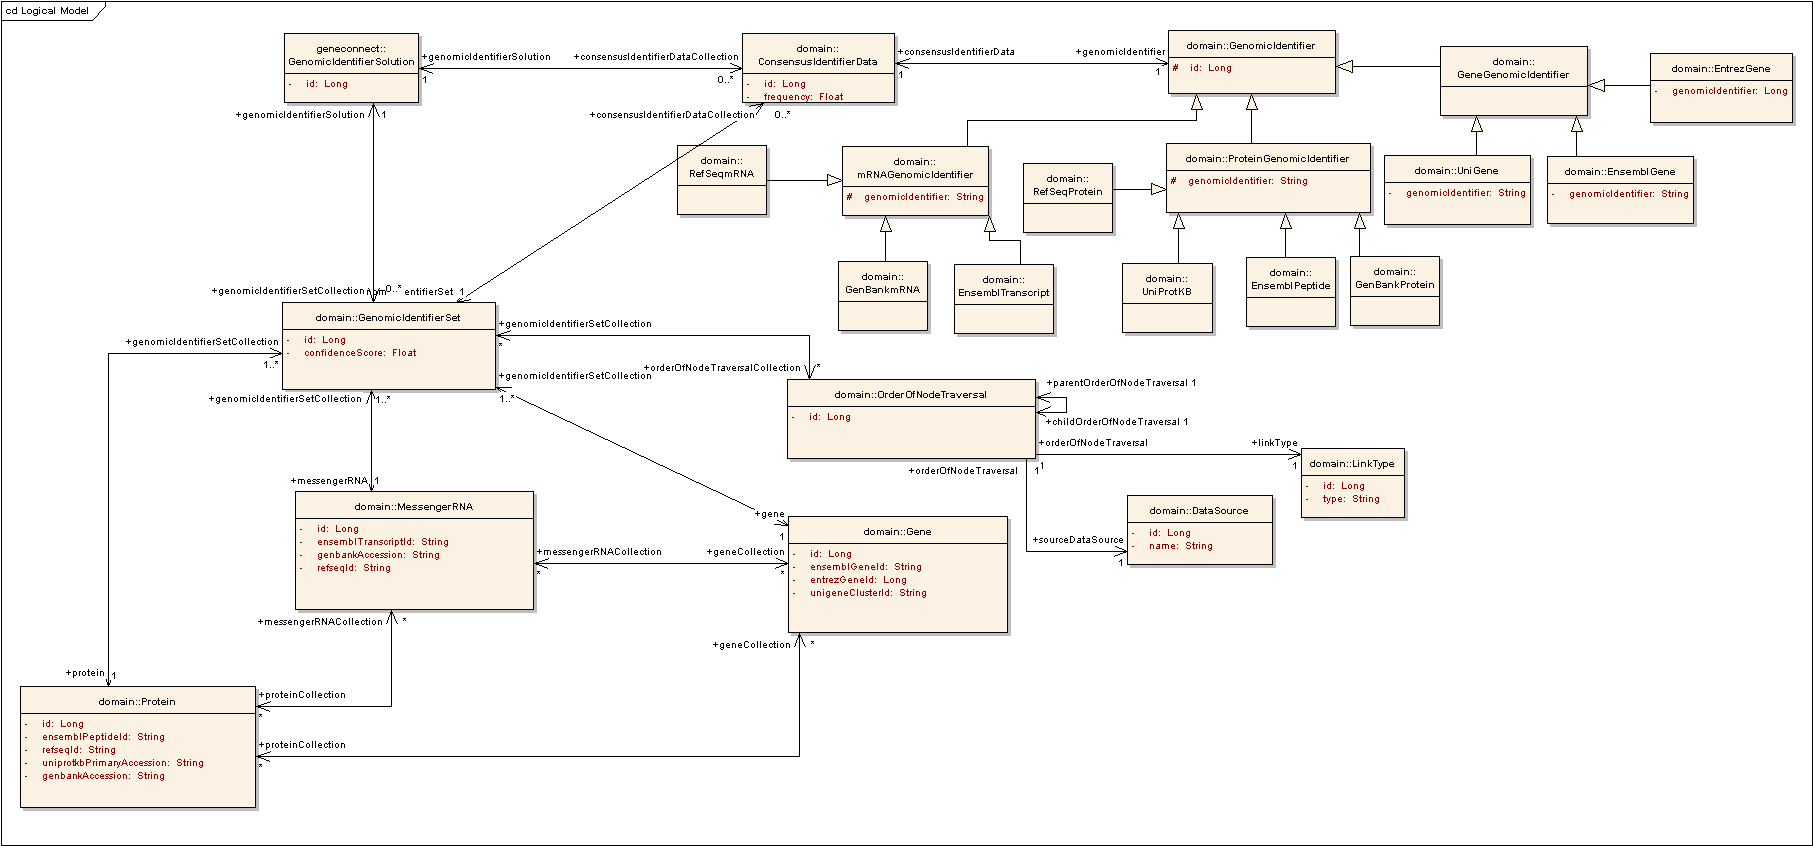 cd Logical Model
geneconnect::
GenomicIdentifierSolution
- id: Long
+genomicIdentifierSolution
1
+consensusIdentifierDataCollection
0..*
domain::
ConsensusIdentifierData
- id: Long
- frequency: Float
+consensusIdentifierData
1
+genomicIdentifier
1
domain::GenomicIdentifier
# id: Long
domain::
GeneGenomicIdentifier
domain::EntrezGene
- genomicIdentifier: Long
+genomicIdentifierSolution
1
+consensusIdentifierDataCollection
0..*
domain::
RefSeqmRNA
domain::
mRNAGenomicIdentifier
# genomicIdentifier: String
domain::
RefSeqProtein
domain::ProteinGenomicIdentifier
# genomicIdentifier: String
domain::UniGene
- genomicIdentifier: String
domain::EnsemblGene
- genomicIdentifier: String
domain::
GenBankmRNA
domain::
EnsemblTranscript
domain::
UniProtKB
domain::
EnsemblPeptide
domain::
GenBankProtein
+genomicIdentifierSetCollection
0..*
entifierSet
1
domain::GenomicIdentifierSet
- id: Long
- confidenceScore: Float
+genomicIdentifierSetCollection
1..*
+genomicIdentifierSetCollection
*
+orderOfNodeTraversalCollection
*
+genomicIdentifierSetCollection
1..*
+genomicIdentifierSetCollection
1..*
domain::OrderOfNodeTraversal
- id: Long
+parentOrderOfNodeTraversal 1
+childOrderOfNodeTraversal 1
+orderOfNodeTraversal
1
+linkType
1
domain::LinkType
- id: Long
- type: String
+orderOfNodeTraversal
1
+sourceDataSource
1
domain::DataSource
- id: Long
- name: String
+messengerRNA
1
domain::MessengerRNA
- id: Long
- ensemblTranscriptId: String
- genbankAccession: String
- refseqId: String
+gene
1
+messengerRNACollection
*
+geneCollection
*
domain::Gene
- id: Long
- ensemblGeneId: String
- entrezGeneId: Long
- unigeneClusterId: String
+messengerRNACollection
*
+geneCollection
*
+protein
1
domain::Protein
- id: Long
- ensemblPeptideId: String
- refseqId: String
- uniprotkbPrimaryAccession: String
- genbankAccession: String
+proteinCollection
*
+proteinCollection
*